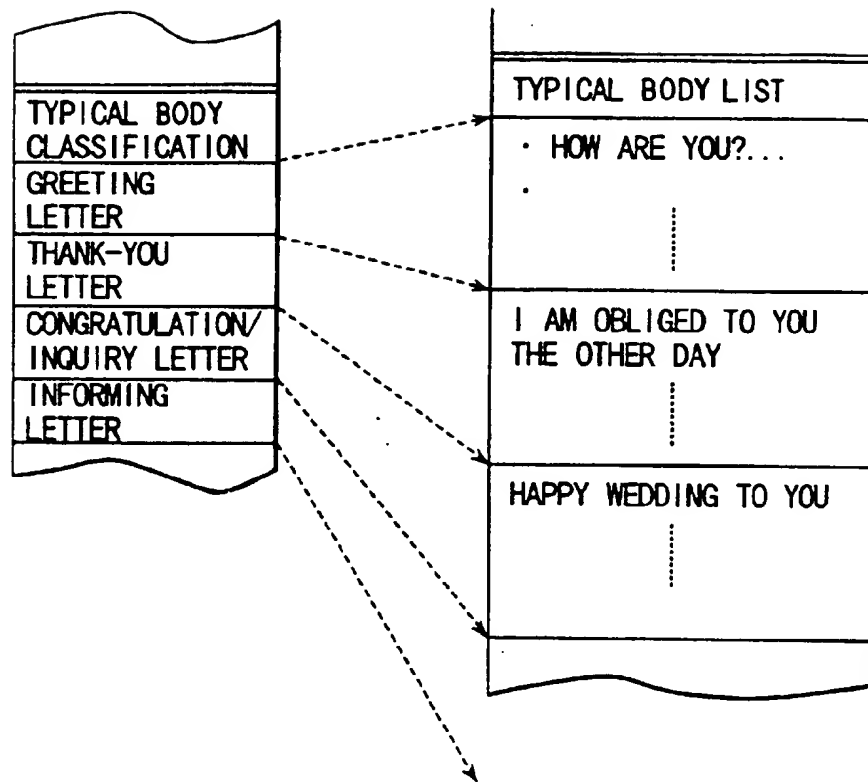 TYPICAL BODY
CLASSIFICATION
GREETING
LETTER
THANK-YOU
LETTER
CONGRATULATION/
INQUIRY LETTER
INFORMING
LETTER
TYPICAL BODY LIST
· HOW ARE YOU?...
·
I AM OBLIGED TO YOU
THE OTHER DAY
HAPPY WEDDING TO YOU